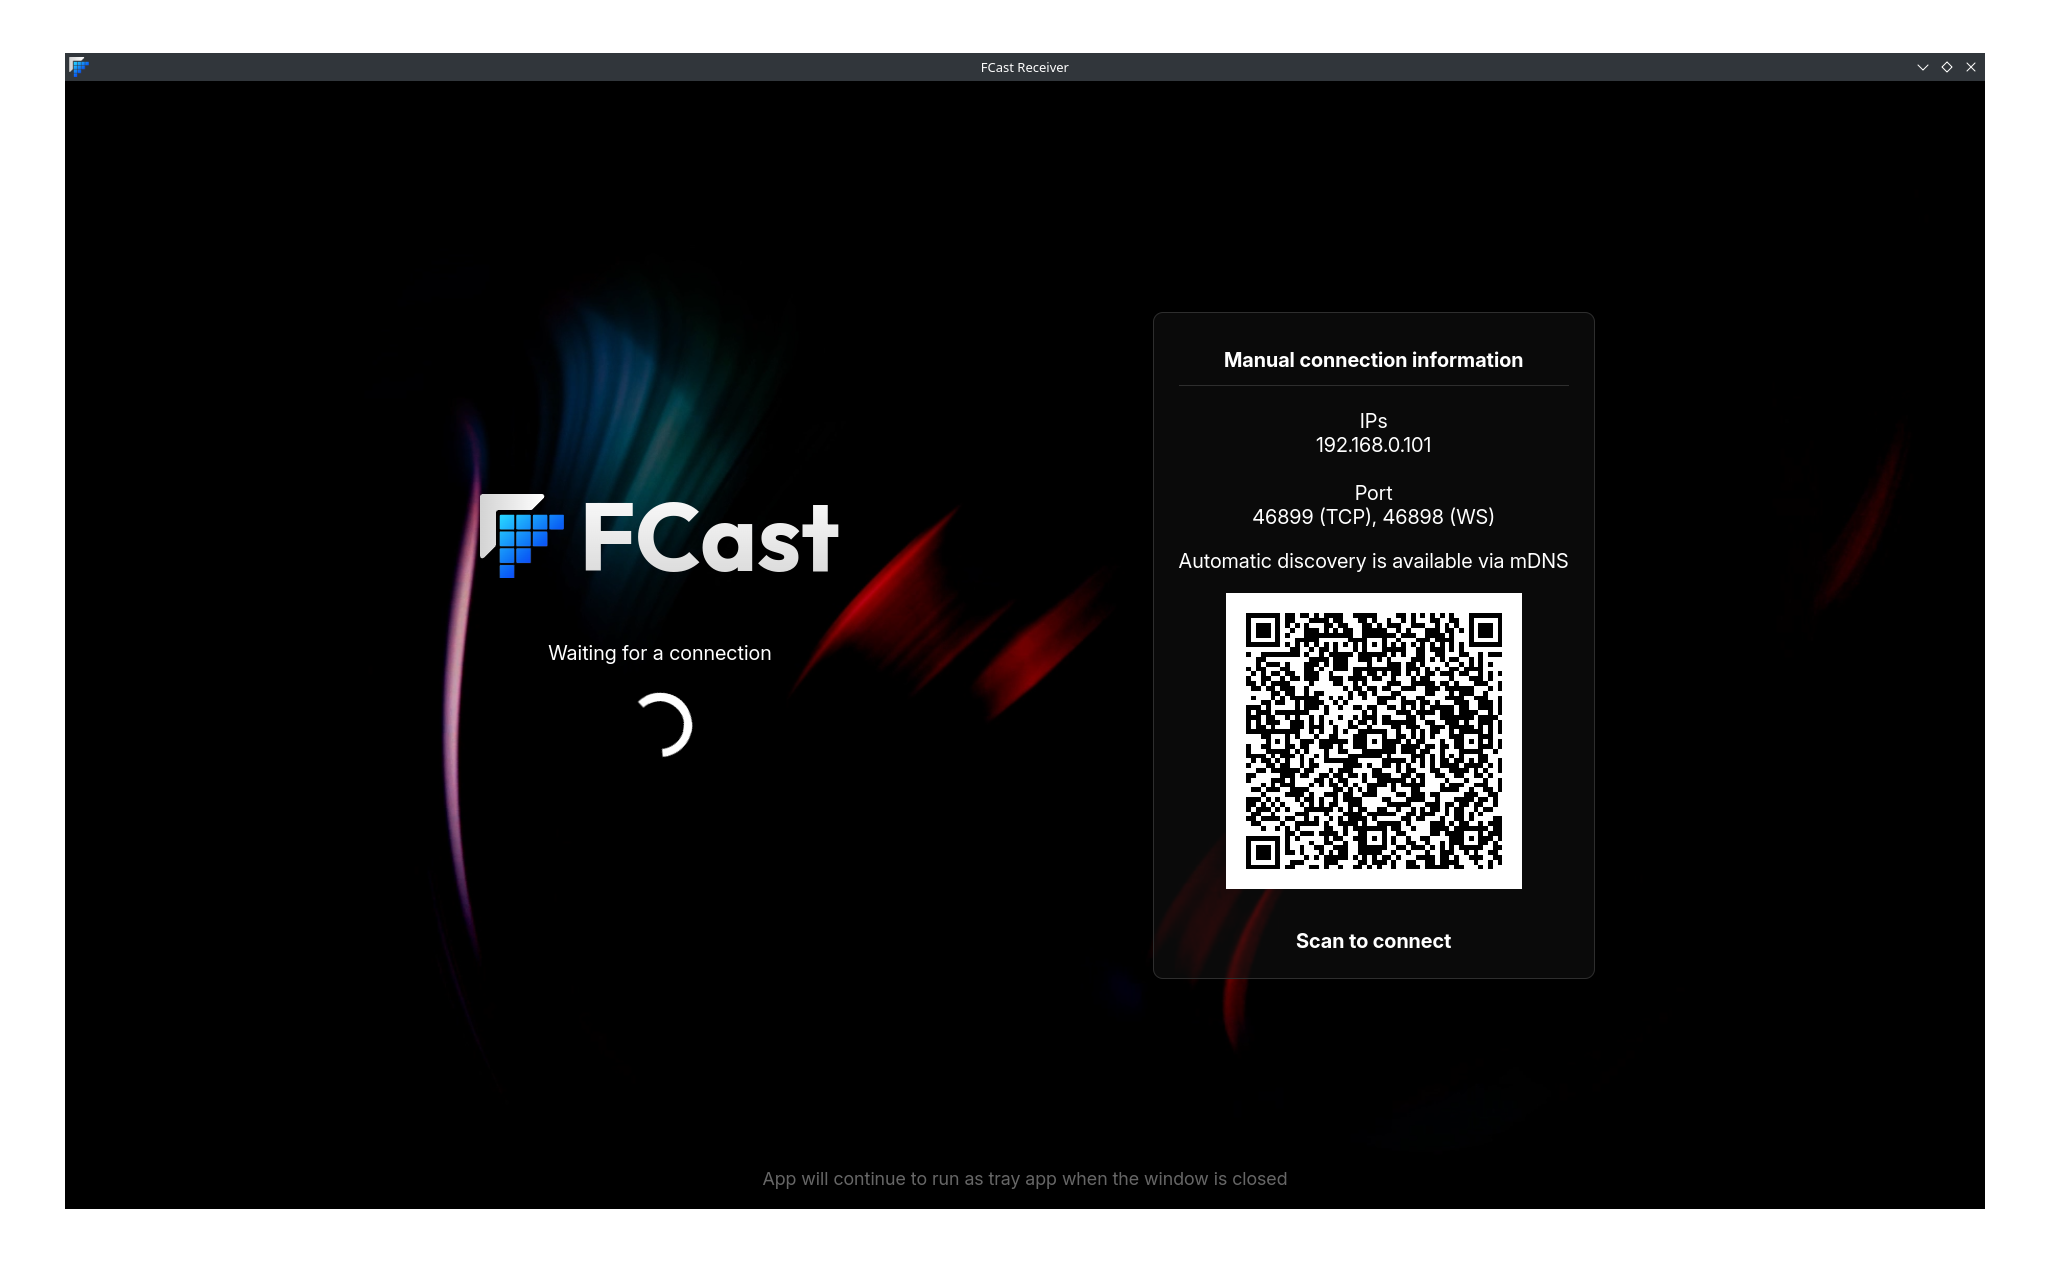 FCast Receiver
FCast
Waiting for a connection
Manual connection information
IPs
192.168.0.101
Port
46899 (TCP), 46898 (WS)
Automatic discovery is available via mDNS
Scan to connect
App will continue to run as tray app when the window is closed